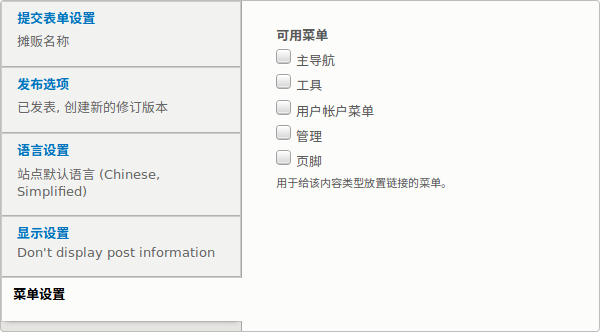 提交表单设置
摊贩名称
发布选项
已发表, 创建新的修订版本
语言设置
站点默认语言 (Chinese,
Simplified)
显示设置
Don't display post information
菜单设置
可用菜单
主导航
工具
用户帐户菜单
管理
页脚
用于给该内容类型放置链接的菜单。